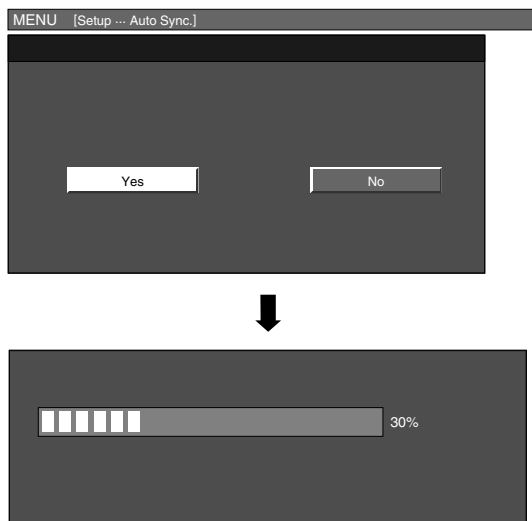 MENU [Setup ··· Auto Sync.]
Yes No
30%